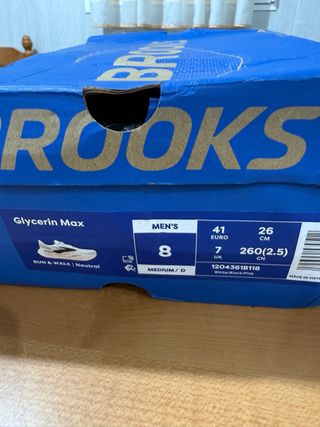 BROOKS
BROOKS
Glycerin Max
RUN & WALK | Neutral
MEN'S
8
MEDIUM / D
41
EURO
26
CM
7
UK
260(2.5)
CN
1204361B118
White/Black/Pink
MADE IN